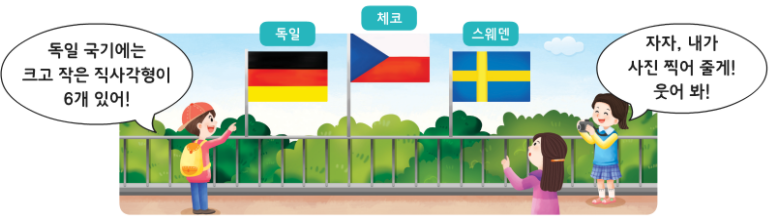 독일 국기에는
크고 작은 직사각형이
6개 있어!
독일
체코
스웨덴
자자, 내가
사진 찍어 줄게!
웃어 봐!